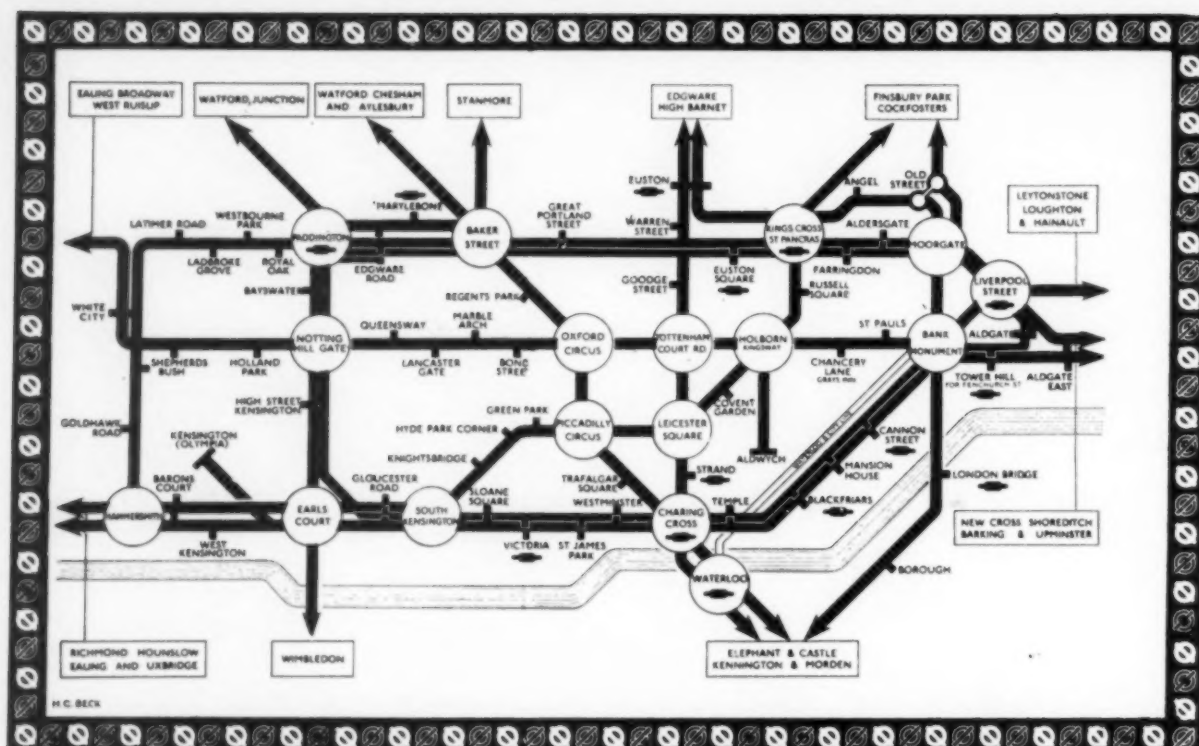 EALING BROADWAY
WEST RUISLIP
WATFORD JUNCTION
WATFORD CHESHAM
AND AYLESBURY
STANMORE
EDGWARE
HIGH BARNET
FINSBURY PARK
COCKFOSTERS
LEYTONSTONE
LOUGHTON
& HAINAULT
LATIMER ROAD
WESTBOURNE
PARK
MARYLEBONE
GREAT
PORTLAND
STREET
EUSTON
WARREN
STREET
ANGEL
OLD
STREET
ALDERSGATE
PADDINGTON
BAKER
STREET
KINGS CROSS
ST PANCRAS
MOORGATE
LADBROKE
GROVE
ROYAL
OAK
EDGWARE
ROAD
BAYSWATER
REGENTS PARK
GOODGE
STREET
EUSTON
SQUARE
FARRINGDON
RUSSELL
SQUARE
LIVERPOOL
STREET
WHITE
CITY
QUEENSWAY
MARBLE
ARCH
ST PAULS
ALDGATE
NOTTING
HILL GATE
OXFORD
CIRCUS
TOTTENHAM
COURT RD
HOLBORN
KINGSWAY
BANK
MONUMENT
SHEPHERDS
BUSH
HOLLAND
PARK
LANCASTER
GATE
BOND
STREET
CHANCERY
LANE
GRAYS INN
TOWER HILL
FOR FENCHURCH ST
ALDGATE
EAST
HIGH STREET
KENSINGTON
GOLDHAWK
ROAD
KENSINGTON
(OLYMPIA)
GREEN PARK
HYDE PARK CORNER
PICCADILLY
CIRCUS
LEICESTER
SQUARE
COVENT
GARDEN
ALDWYCH
CANNON
STREET
KNIGHTSBRIDGE
BARONS
COURT
GLOUCESTER
ROAD
SLOANE
SQUARE
TRAFALGAR
SQUARE
STRAND
MANSION
HOUSE
LONDON BRIDGE
WESTMINSTER
TEMPLE
BLACKFRIARS
HAMMERSMITH
EARLS
COURT
SOUTH
KENSINGTON
CHARING
CROSS
WEST
KENSINGTON
VICTORIA
ST JAMES
PARK
NEW CROSS SHOREDITCH
BARKING & UPMINSTER
WATERLOO
BOROUGH
RICHMOND HOUNSLOW
EALING AND UXBRIDGE
WIMBLEDON
ELEPHANT & CASTLE
KENNINGTON & MORDEN
H.C. BECK